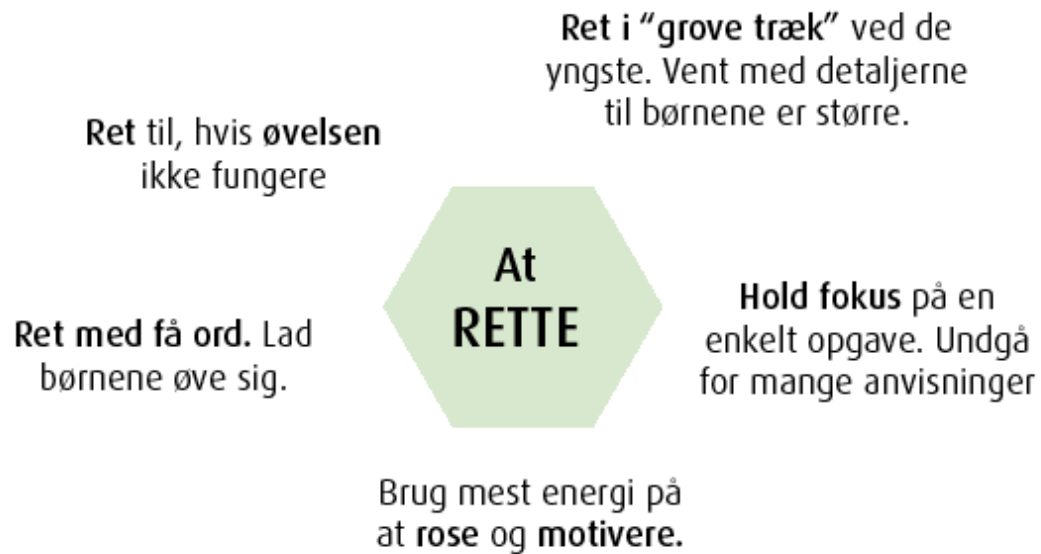 Ret i “grove træk” ved de
yngste. Vent med detaljerne
til børnene er større.
Ret til, hvis øvelsen
ikke fungere
At
RETTE
Hold fokus på en
enkelt opgave. Undgå
for mange anvisninger
Ret med få ord. Lad
børnene øve sig.
Brug mest energi på
at rose og motivere.